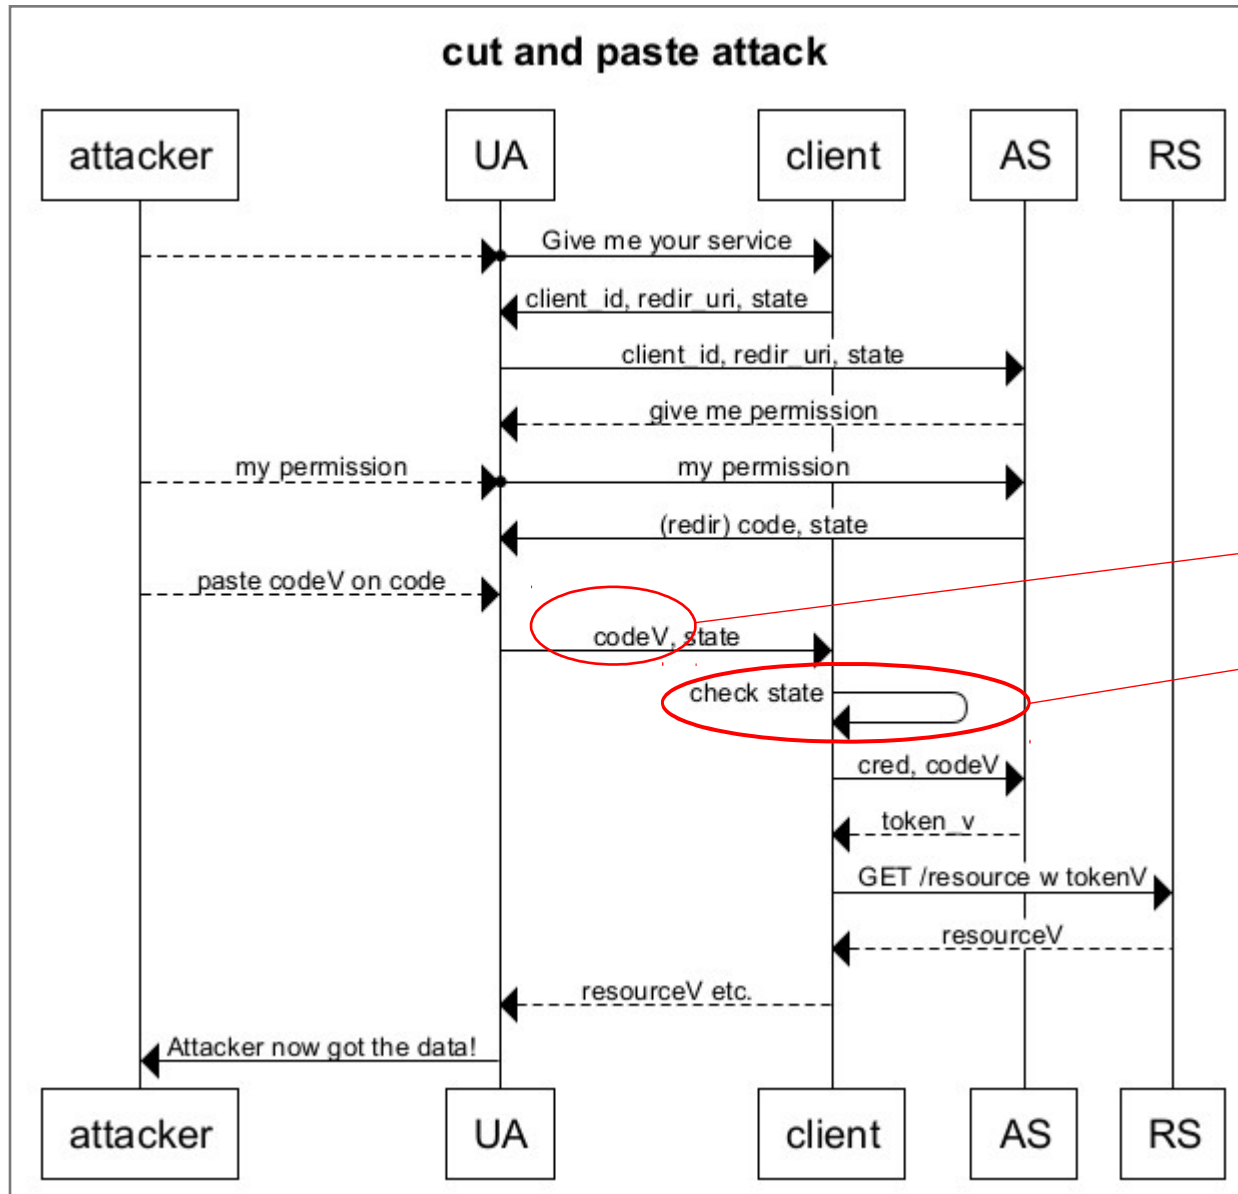 cut and paste attack
attacker UA client AS RS
Give me your service
client_id, redir_uri, state
client_id, redir_uri, state
give me permission
my permission my permission
(redir) code, state
paste codeV on code
codeV, state
check state
cred, codeV
token_v
GET /resource w tokenV
resourceV
resourceV etc.
Attacker now got the data!
attacker UA client AS RS